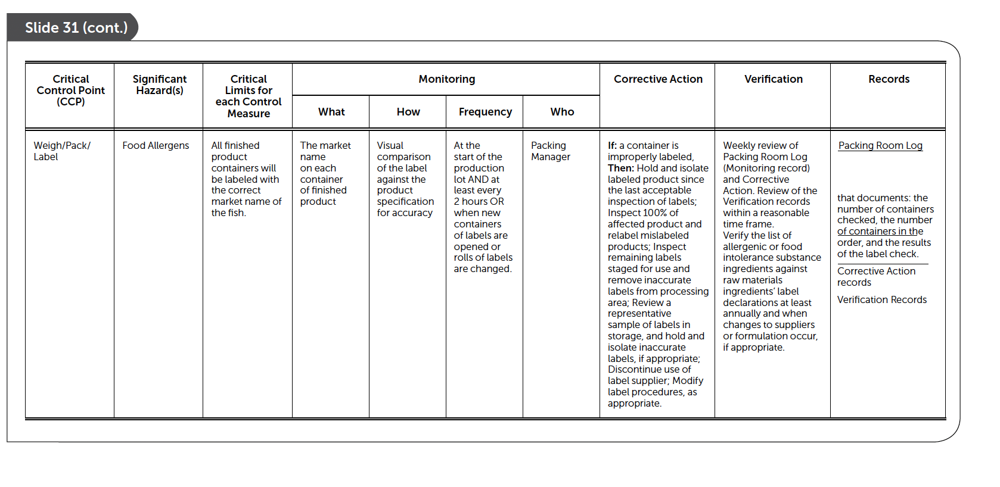 Slide 31 (cont.)
Critical
Control Point
(CCP)
Significant
Hazard(s)
Critical
Limits for
each Control
Measure
Monitoring
What
How
Frequency
Who
Corrective Action
Verification
Records
Weigh/Pack/
Label
Food Allergens
All finished
product
containers will
be labeled with
the correct
market name of
the fish.
The market
name
on each
container
of finished
product
Visual
comparison
of the label
against the
product
specification
for accuracy
At the
start of the
production
lot AND at
least every
2 hours OR
when new
containers
of labels are
opened or
rolls of labels
are changed.
Packing
Manager
If: a container is
improperly labeled,
Then: Hold and isolate
labeled product since
the last acceptable
inspection of labels;
Inspect 100% of
affected product and
relabel mislabeled
products; Inspect
remaining labels
staged for use and
remove inaccurate
labels from processing
area; Review a
representative
sample of labels in
storage, and hold and
isolate inaccurate
labels, if appropriate;
Discontinue use of
label supplier; Modify
label procedures, as
appropriate.
Weekly review of
Packing Room Log
(Monitoring record)
and Corrective
Action. Review of the
Verification records
within a reasonable
time frame.
Verify the list of
allergenic or food
intolerance substance
ingredients against
raw materials
ingredients’ label
declarations at least
annually and when
changes to suppliers
or formulation occur,
if appropriate.
Packing Room Log
that documents: the
number of containers
checked, the number
of containers in the
order, and the results
of the label check.
Corrective Action
records
Verification Records